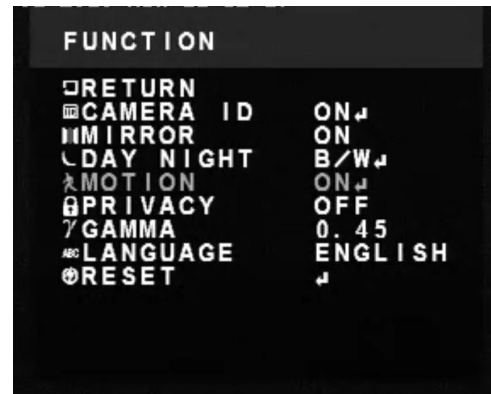 FUNCTION
RETURN
CAMERA ID ON↲
MIRROR ON
DAY NIGHT B/W↲
MOTION ON↲
PRIVACY OFF
γ GAMMA 0.45
ABC LANGUAGE ENGLISH
RESET ↲